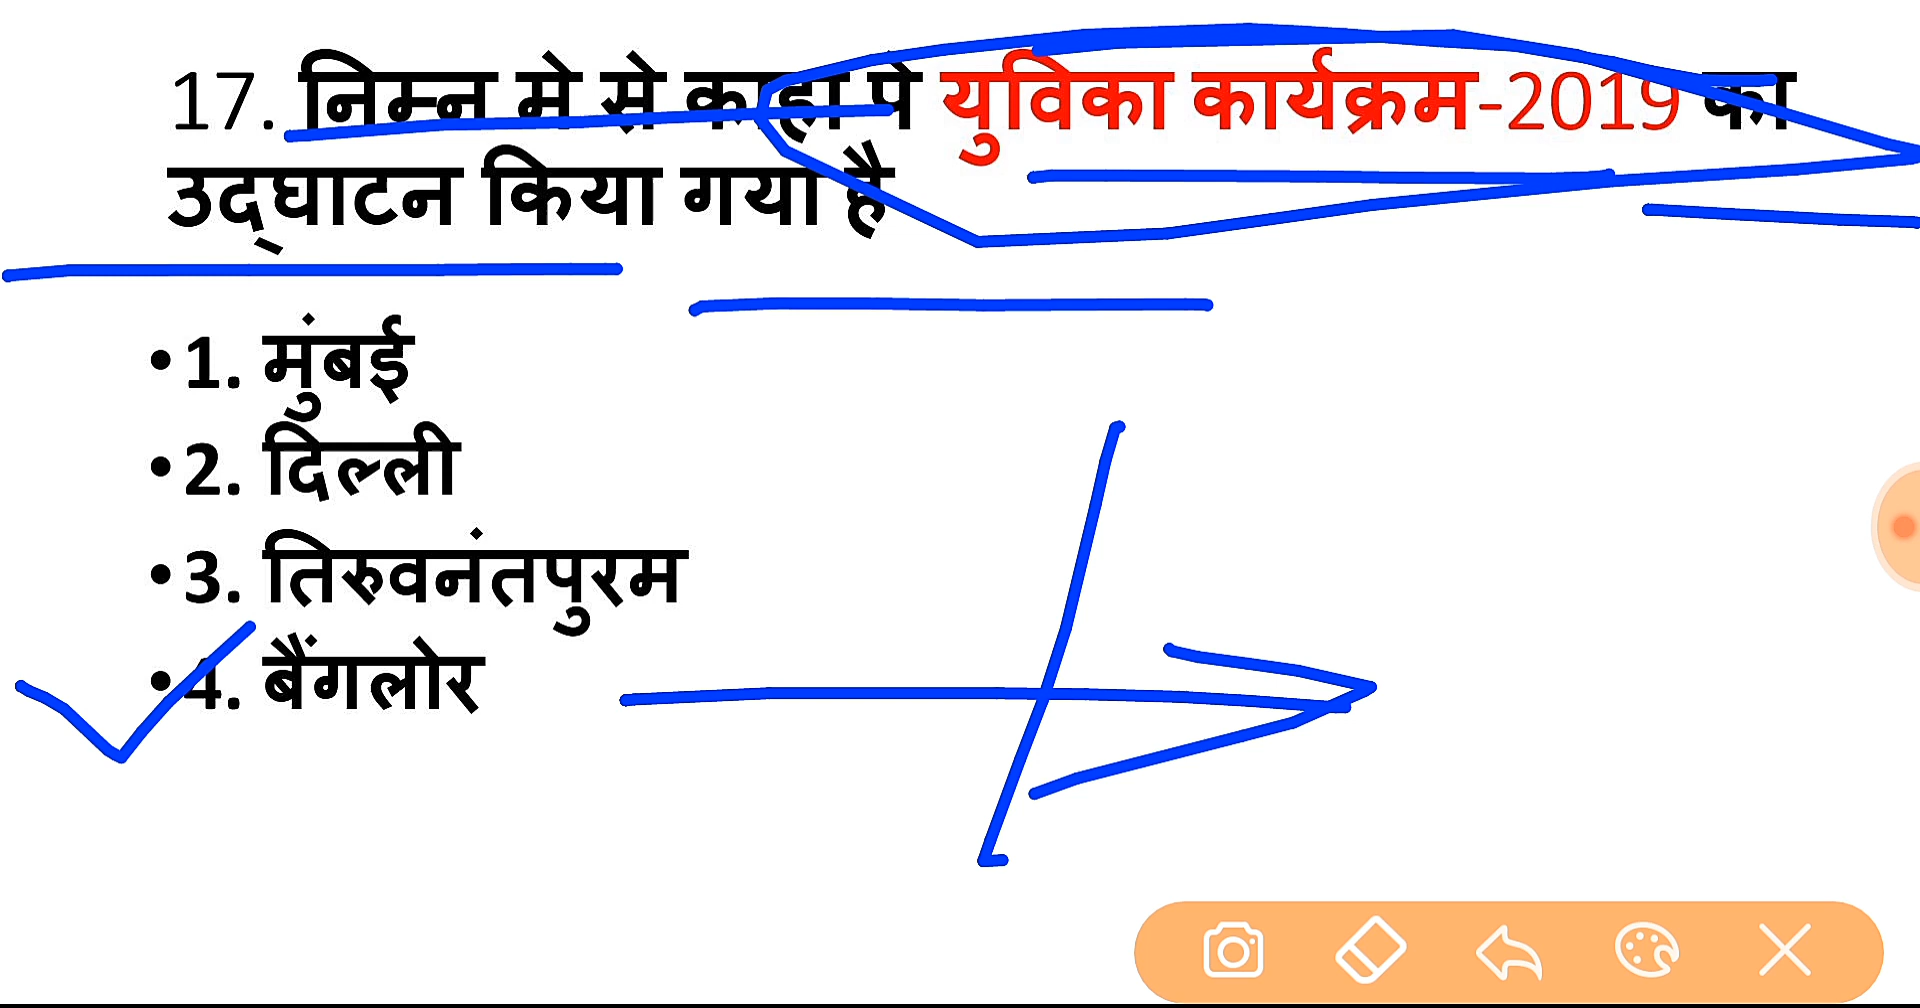 17. निम्न मे से कहा पे युविका कार्यक्रम-2019 का
उद्घाटन किया गया है
•1. मुंबई
•2. दिल्ली
•3. तिरुवनंतपुरम
•4. बैंगलोर